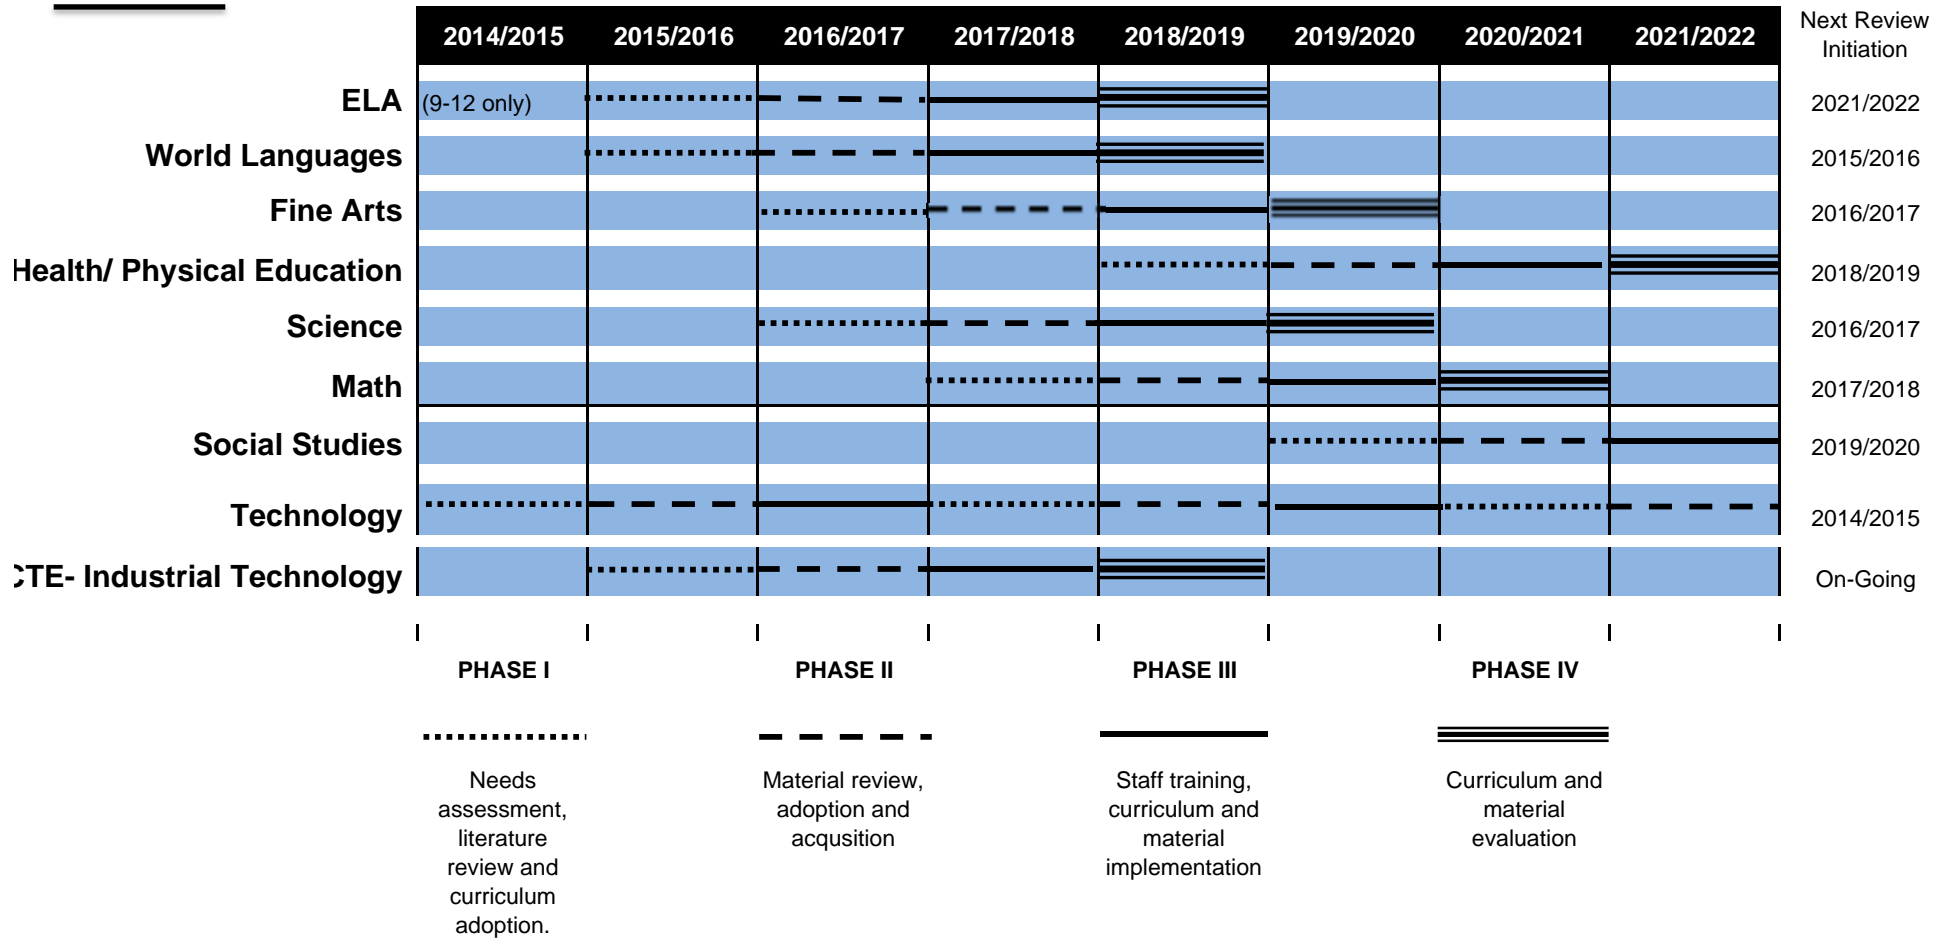 2014/2015 2015/2016 2016/2017 2017/2018 2018/2019 2019/2020 2020/2021 2021/2022 Next Review
Initiation
ELA (9-12 only) 2021/2022
World Languages 2015/2016
Fine Arts 2016/2017
Health/ Physical Education 2018/2019
Science 2016/2017
Math 2017/2018
Social Studies 2019/2020
Technology 2014/2015
CTE- Industrial Technology On-Going
PHASE I PHASE II PHASE III PHASE IV
Needs
assessment,
literature
review and
curriculum
adoption.
Material review,
adoption and
acqusition
Staff training,
curriculum and
material
implementation
Curriculum and
material
evaluation